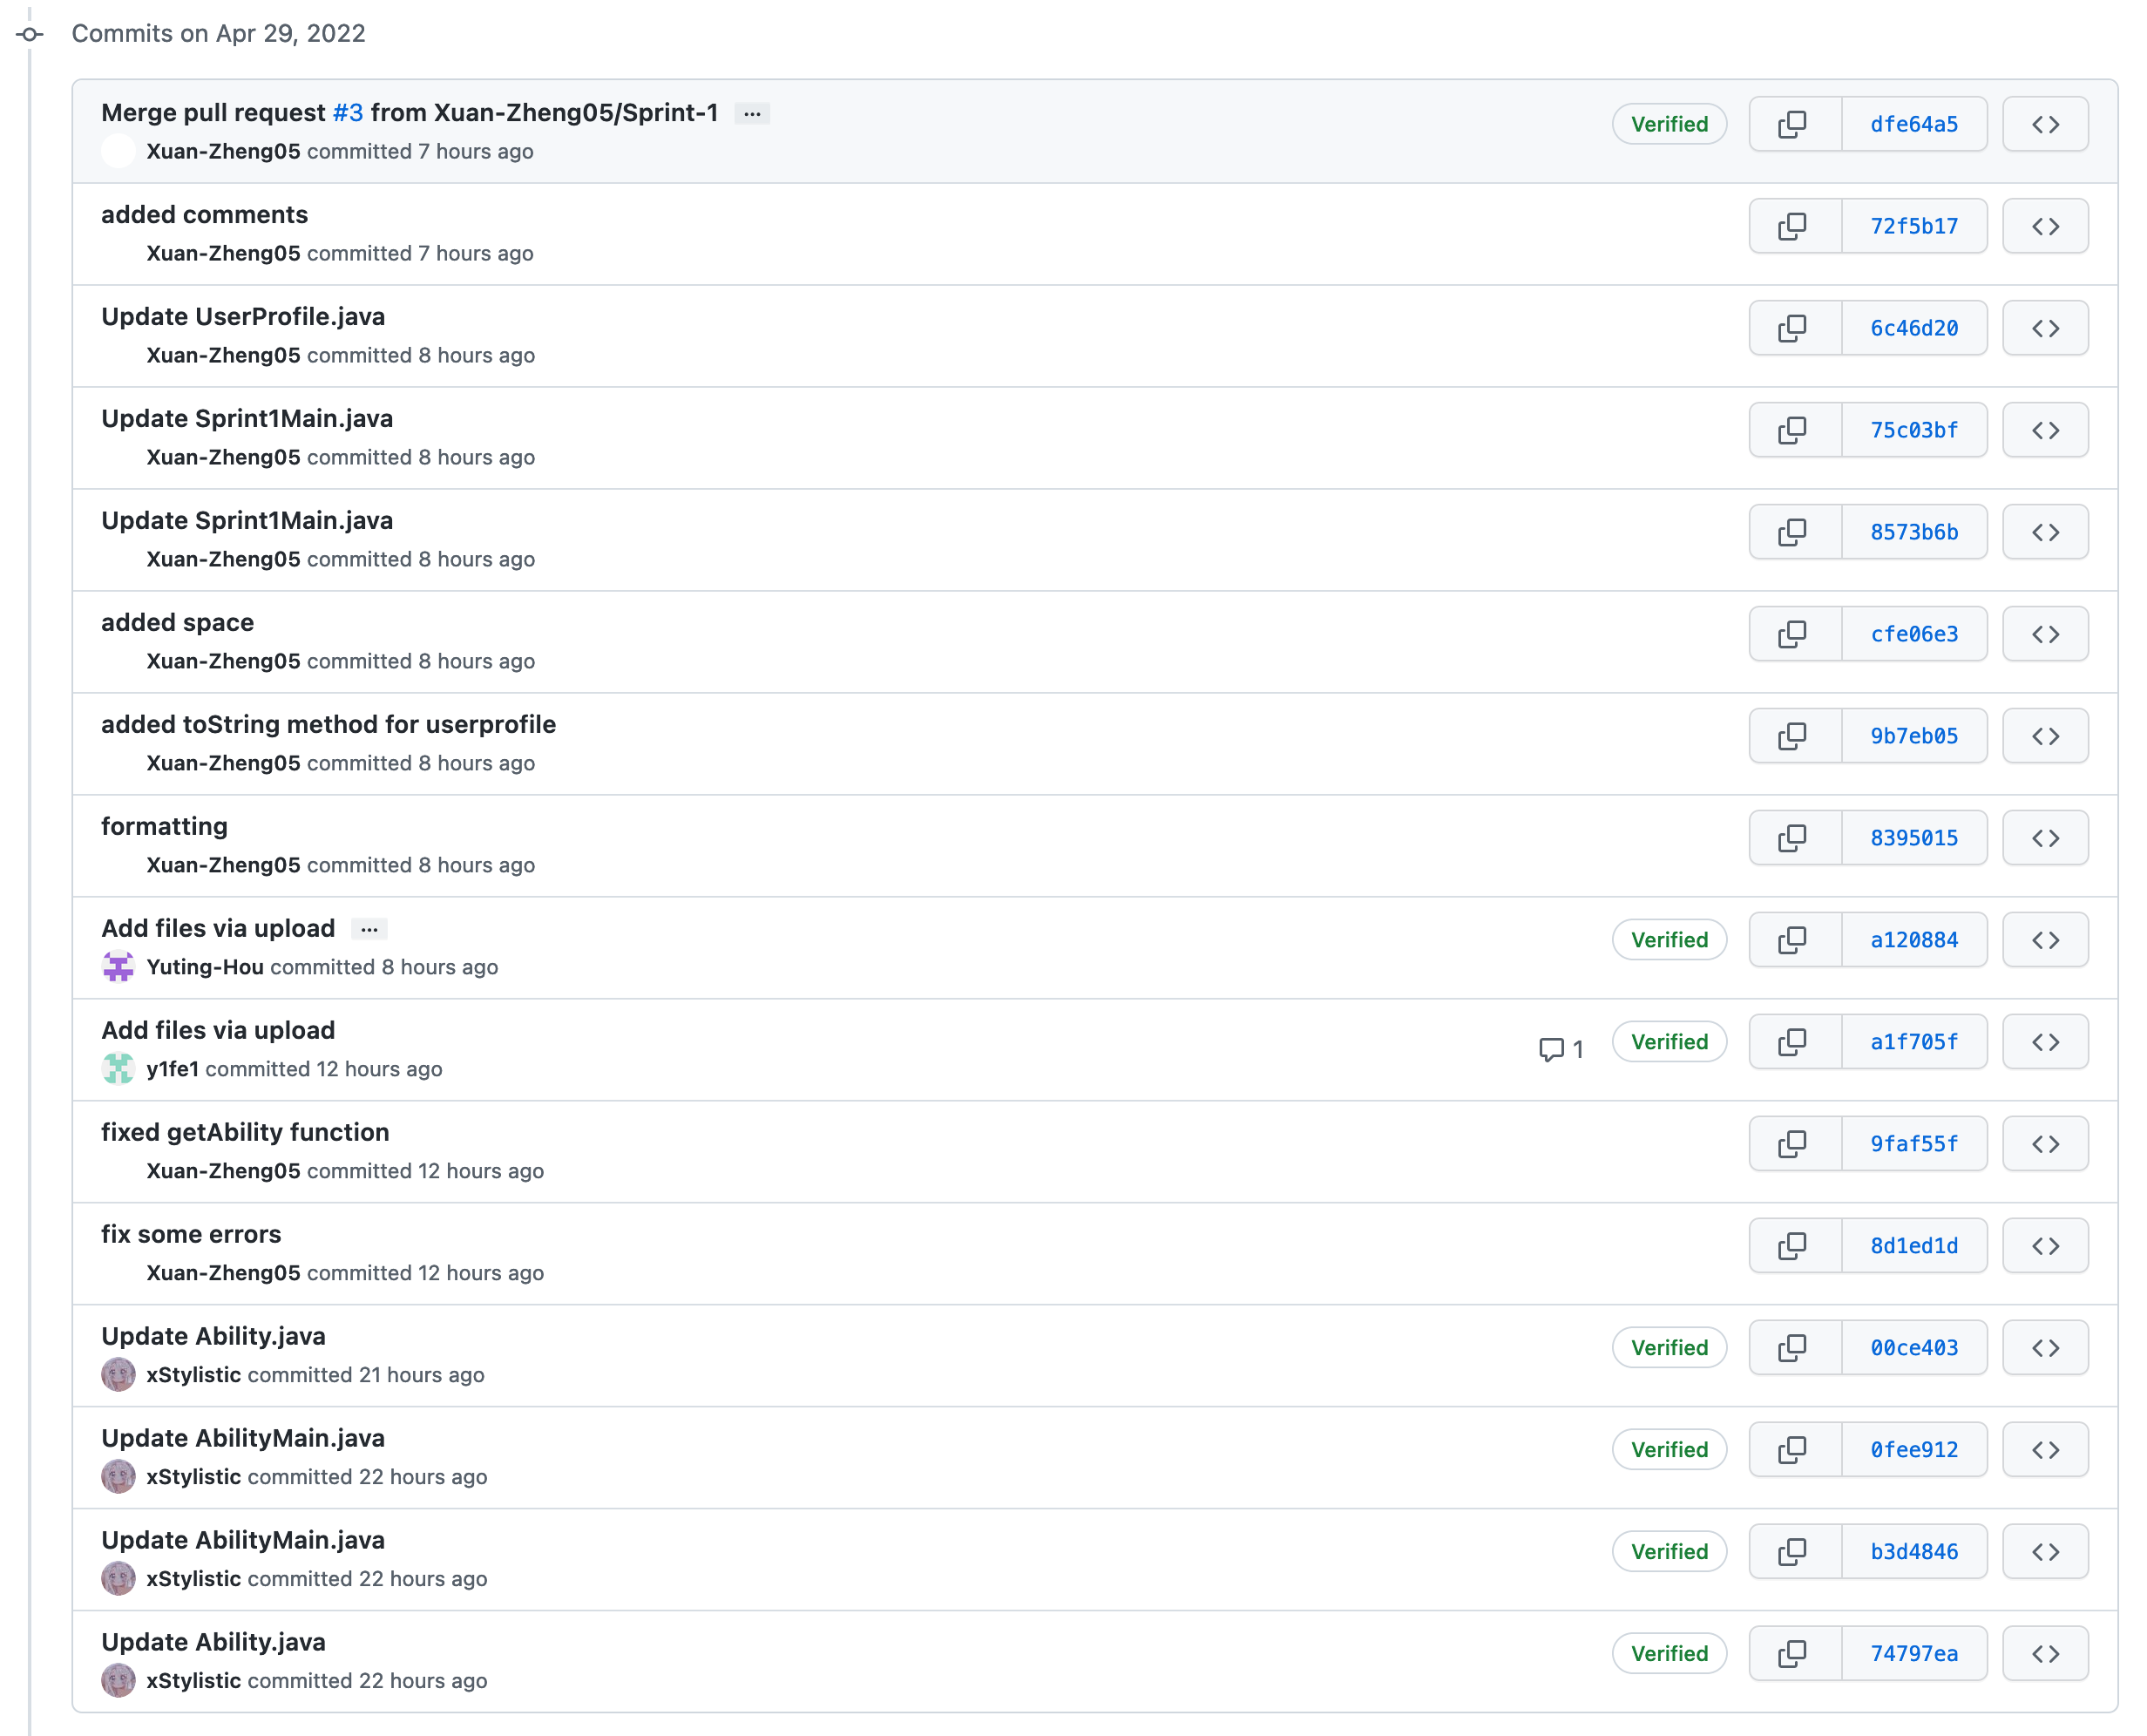 Commits on Apr 29, 2022
Merge pull request #3 from Xuan-Zheng05/Sprint-1 ...
Xuan-Zheng05 committed 7 hours ago
Verified
dfe64a5
added comments
Xuan-Zheng05 committed 7 hours ago
72f5b17
Update UserProfile.java
Xuan-Zheng05 committed 8 hours ago
6c46d20
Update Sprint1Main.java
Xuan-Zheng05 committed 8 hours ago
75c03bf
Update Sprint1Main.java
Xuan-Zheng05 committed 8 hours ago
8573b6b
added space
Xuan-Zheng05 committed 8 hours ago
cfe06e3
added toString method for userprofile
Xuan-Zheng05 committed 8 hours ago
9b7eb05
formatting
Xuan-Zheng05 committed 8 hours ago
8395015
Add files via upload ...
Yuting-Hou committed 8 hours ago
Verified
a120884
Add files via upload
y1fe1 committed 12 hours ago
1
Verified
a1f705f
fixed getAbility function
Xuan-Zheng05 committed 12 hours ago
9faf55f
fix some errors
Xuan-Zheng05 committed 12 hours ago
8d1ed1d
Update Ability.java
xStylistic committed 21 hours ago
Verified
00ce403
Update AbilityMain.java
xStylistic committed 22 hours ago
Verified
0fee912
Update AbilityMain.java
xStylistic committed 22 hours ago
Verified
b3d4846
Update Ability.java
xStylistic committed 22 hours ago
Verified
74797ea